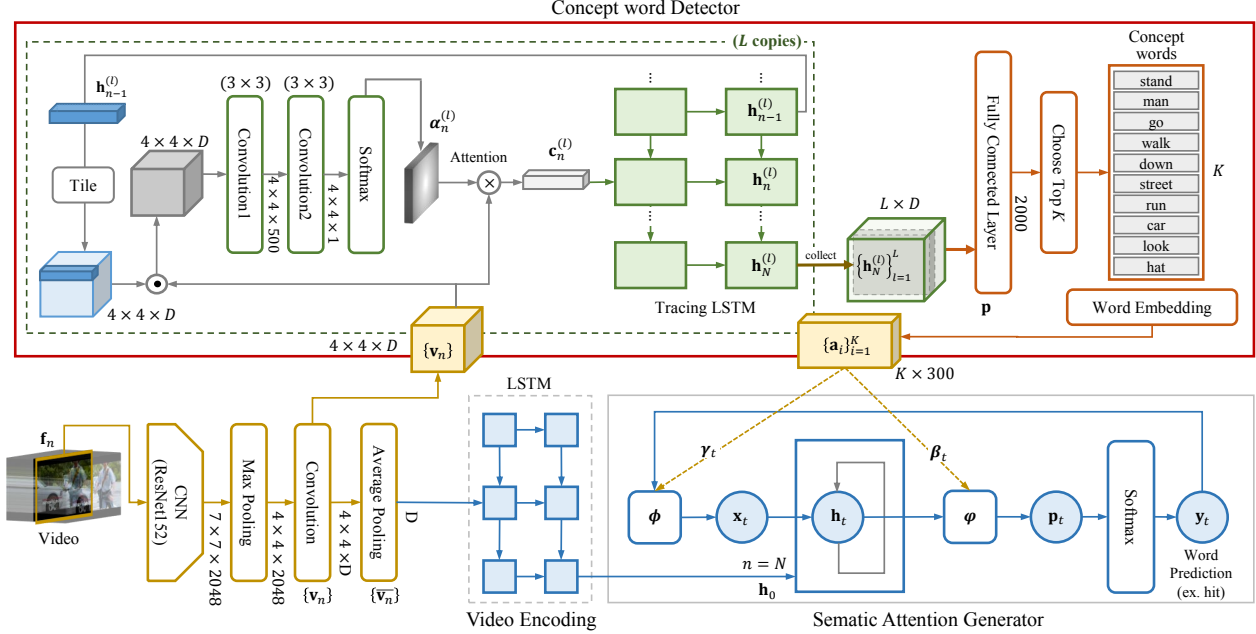 Concept word Detector
(L copies)
Concept
words
h_{n-1}^{(l)}
(3 × 3)
(3 × 3)
4 × 4 × D
Tile
Convolution1
4 × 4 × 500
Convolution2
4 × 4 × 1
Softmax
α_n^{(l)}
Attention
×
c_n^{(l)}
...
...
h_{n-1}^{(l)}
h_n^{(l)}
...
...
h_N^{(l)}
Tracing LSTM
collect
L × D
{h_N^{(l)}}_{i=1}^L
Fully Connected Layer
2000
p
Choose Top K
stand
man
go
walk
down
street
run
car
look
hat
K
Word Embedding
4 × 4 × D
4 × 4 × D
{v_n}
{a_i}_{i=1}^K
K × 300
f_n
Video
CNN
(ResNet152)
7 × 7 × 2048
Max Pooling
4 × 4 × 2048
Convolution
4 × 4 × D
{v_n}
Average Pooling
D
{\overline{v_n}}
LSTM
Video Encoding
n = N
h_0
γ_t
β_t
ϕ
x_t
h_t
φ
p_t
Softmax
y_t
Word
Prediction
(ex. hit)
Sematic Attention Generator